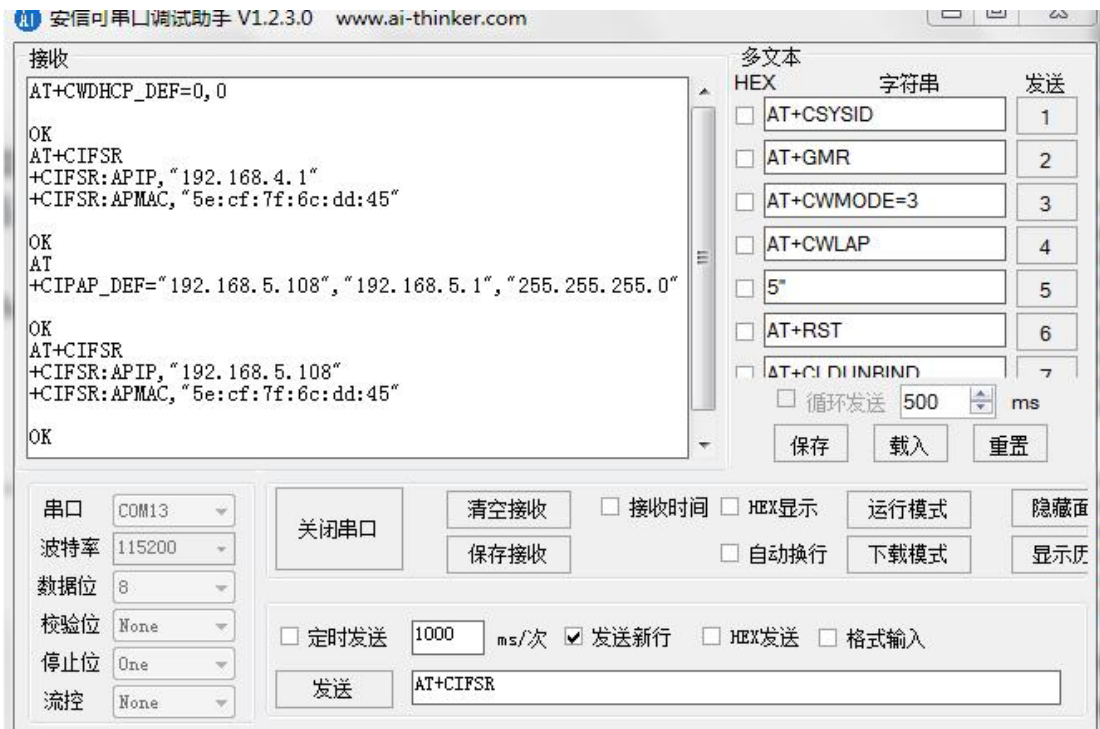 安信可串口调试助手 V1.2.3.0 www.ai-thinker.com
接收
AT+CWDHCP_DEF=0,0
OK
AT+CIFSR
+CIFSR:APIP,"192.168.4.1"
+CIFSR:APMAC,"5e:cf:7f:6c:dd:45"
OK
AT
+CIPAP_DEF="192.168.5.108","192.168.5.1","255.255.255.0"
OK
AT+CIFSR
+CIFSR:APIP,"192.168.5.108"
+CIFSR:APMAC,"5e:cf:7f:6c:dd:45"
OK
多文本
HEX 字符串 发送
AT+CSYSID 1
AT+GMR 2
AT+CWMODE=3 3
AT+CWLAP 4
5" 5
AT+RST 6
AT+CLDUNBIND 7
循环发送 500 ms
保存 载入 重置
串口 COM13
波特率 115200
数据位 8
校验位 None
停止位 One
流控 None
关闭串口
清空接收 接收时间 HEX显示 运行模式 隐藏面
保存接收 自动换行 下载模式 显示历
定时发送 1000 ms/次 发送新行 HEX发送 格式输入
发送 AT+CIFSR